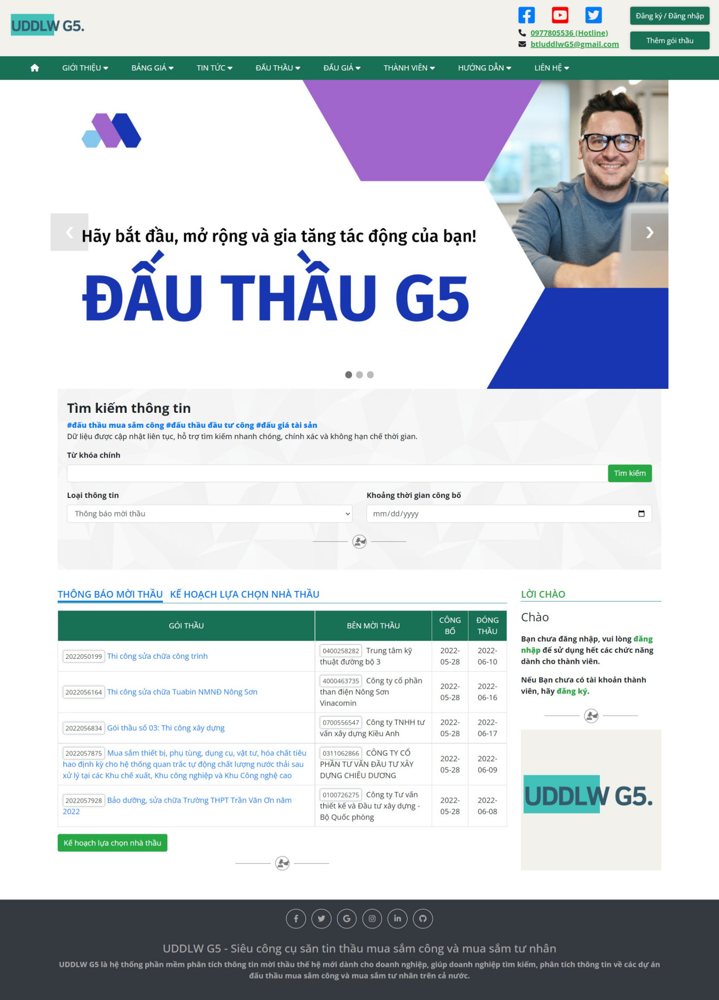 UDDLW G5.
0977805536 (Hotline)
btluddlwG5@gmail.com
Đăng ký / Đăng nhập
Thêm gói thầu
GIỚI THIỆU
BẢNG GIÁ
TIN TỨC
ĐẤU THẦU
ĐẤU GIÁ
THÀNH VIÊN
HƯỚNG DẪN
LIÊN HỆ
Hãy bắt đầu, mở rộng và gia tăng tác động của bạn!
ĐẤU THẦU G5
Tìm kiếm thông tin
#đấu thầu mua sắm công #đấu thầu đầu tư công #đấu giá tài sản
Dữ liệu được cập nhật liên tục, hỗ trợ tìm kiếm nhanh chóng, chính xác và không hạn chế thời gian.
Từ khóa chính
Tìm kiếm
Loại thông tin
Khoảng thời gian công bố
Thông báo mời thầu
mm/dd/yyyy
THÔNG BÁO MỜI THẦU KẾ HOẠCH LỰA CHỌN NHÀ THẦU
GÓI THẦU
BÊN MỜI THẦU
CÔNG
BỐ
ĐÓNG
THẦU
2022050199 Thi công sửa chữa công trình
0400258282 Trung tâm kỹ
thuật đường bộ 3
2022-
05-28
2022-
06-10
2022056164 Thi công sửa chữa Tuabin NMNĐ Nông Sơn
4000463735 Công ty cổ phần
than điện Nông Sơn
Vinacomin
2022-
05-28
2022-
06-16
2022056834 Gói thầu số 03: Thi công xây dựng
0700556547 Công ty TNHH tư
vấn xây dựng Kiều Anh
2022-
05-28
2022-
06-17
2022057875 Mua sắm thiết bị, phụ tùng, dụng cụ, vật tư, hóa chất tiêu
hao định kỳ cho hệ thống quan trắc tự động chất lượng nước thải sau
xử lý tại các Khu chế xuất, Khu công nghiệp và Khu Công nghệ cao
0311062866 CÔNG TY CỔ
PHẦN TƯ VẤN ĐẦU TƯ XÂY
DỰNG CHIÊU DƯƠNG
2022-
05-28
2022-
06-09
2022057928 Bảo dưỡng, sửa chữa Trường THPT Trần Văn Ơn năm
2022
0100726275 Công ty Tư vấn
thiết kế và Đầu tư xây dựng -
Bộ Quốc phòng
2022-
05-28
2022-
06-08
Kế hoạch lựa chọn nhà thầu
LỜI CHÀO
Chào
Bạn chưa đăng nhập, vui lòng đăng
nhập để sử dụng hết các chức năng
dành cho thành viên.
Nếu Bạn chưa có tài khoản thành
viên, hãy đăng ký.
UDDLW G5.
UDDLW G5 - Siêu công cụ săn tin thầu mua sắm công và mua sắm tư nhân
UDDLW G5 là hệ thống phần mềm phân tích thông tin mời thầu thế hệ mới dành cho doanh nghiệp, giúp doanh nghiệp tìm kiếm, phân tích thông tin về các dự án
đấu thầu mua sắm công và mua sắm tư nhân trên cả nước.